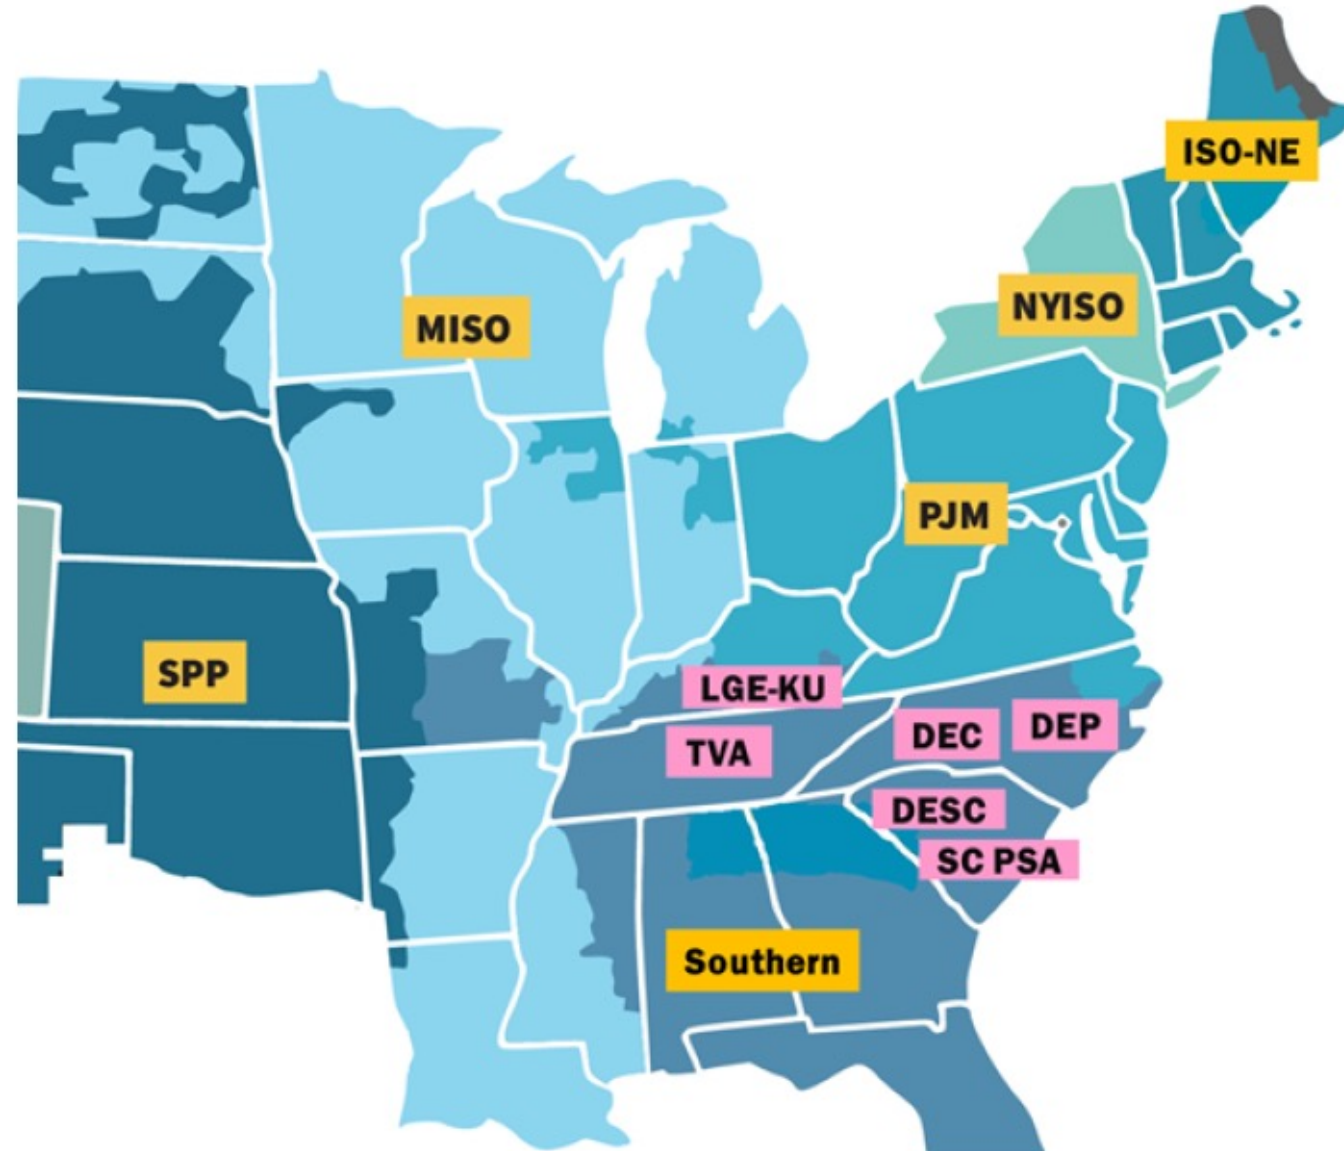 ISO-NE
NYISO
MISO
PJM
SPP
LGE-KU
TVA
DEC
DEP
DESC
SC PSA
Southern